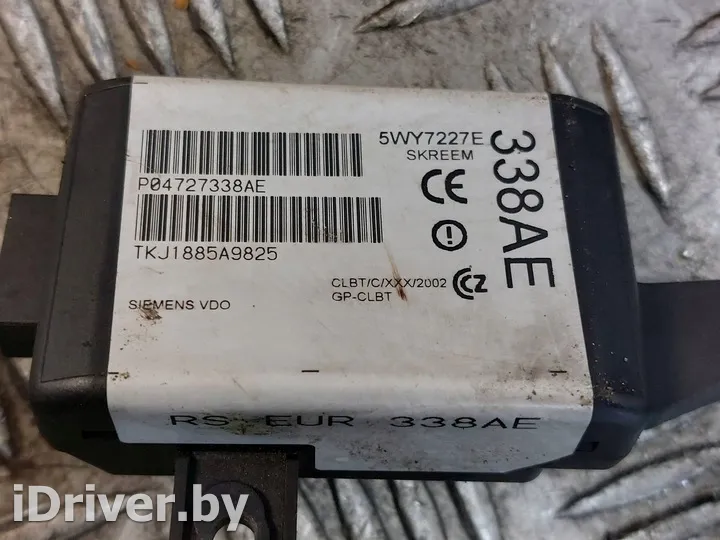 5WY7227E
SKREEM
338AE
P04727338AE
CE
TKJ1885A9825
CLBT/C/XXX/2002
GP-CLBT
SIEMENS VDO
RS EUR 338AE
iDriver.by